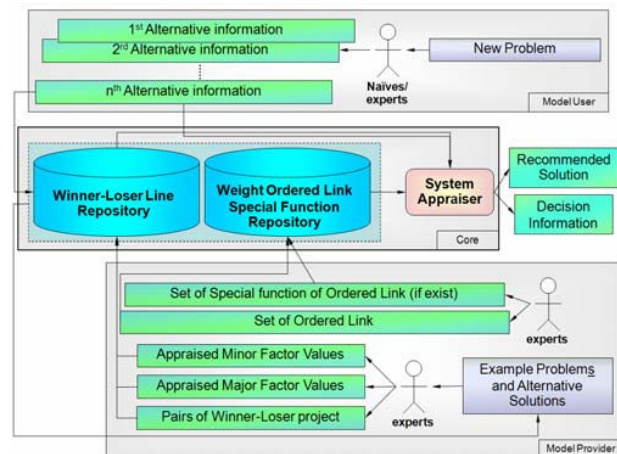 1st Alternative information
2rd Alternative information
nth Alternative information
Naïves/
experts
New Problem
Model User
Winner-Loser Line
Repository
Weight Ordered Link
Special Function
Repository
System
Appraiser
Recommended
Solution
Decision
Information
Core
Set of Special function of Ordered Link (if exist)
Set of Ordered Link
experts
Appraised Minor Factor Values
Appraised Major Factor Values
Pairs of Winner-Loser project
experts
Example Problems
and Alternative
Solutions
Model Provider